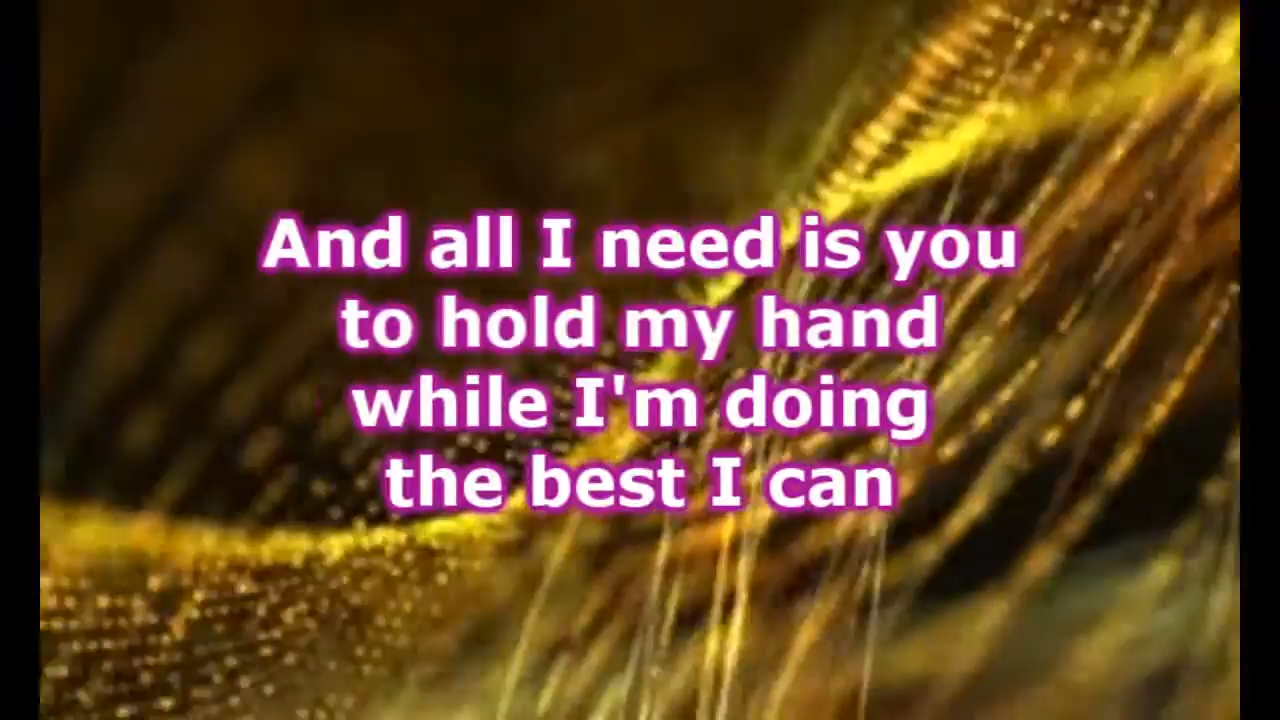 And all I need is you
to hold my hand
while I'm doing
the best I can